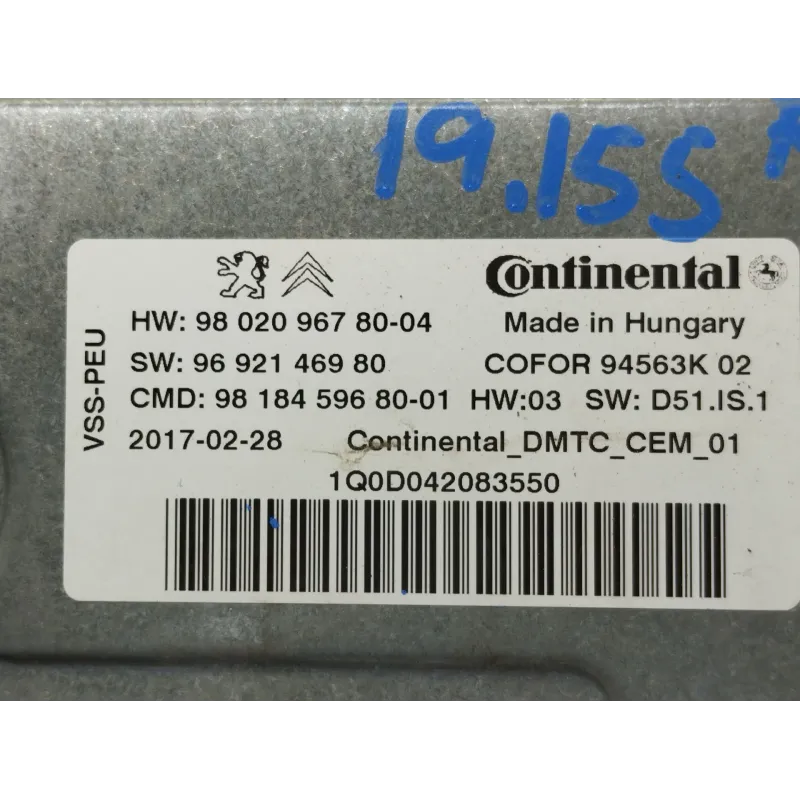 19.15S
Continental
HW: 98 020 967 80-04 Made in Hungary
SW: 96 921 469 80 COFOR 94563K 02
CMD: 98 184 596 80-01 HW:03 SW: D51.IS.1
2017-02-28 Continental_DMTC_CEM_01
1Q0D042083550
VSS-PEU